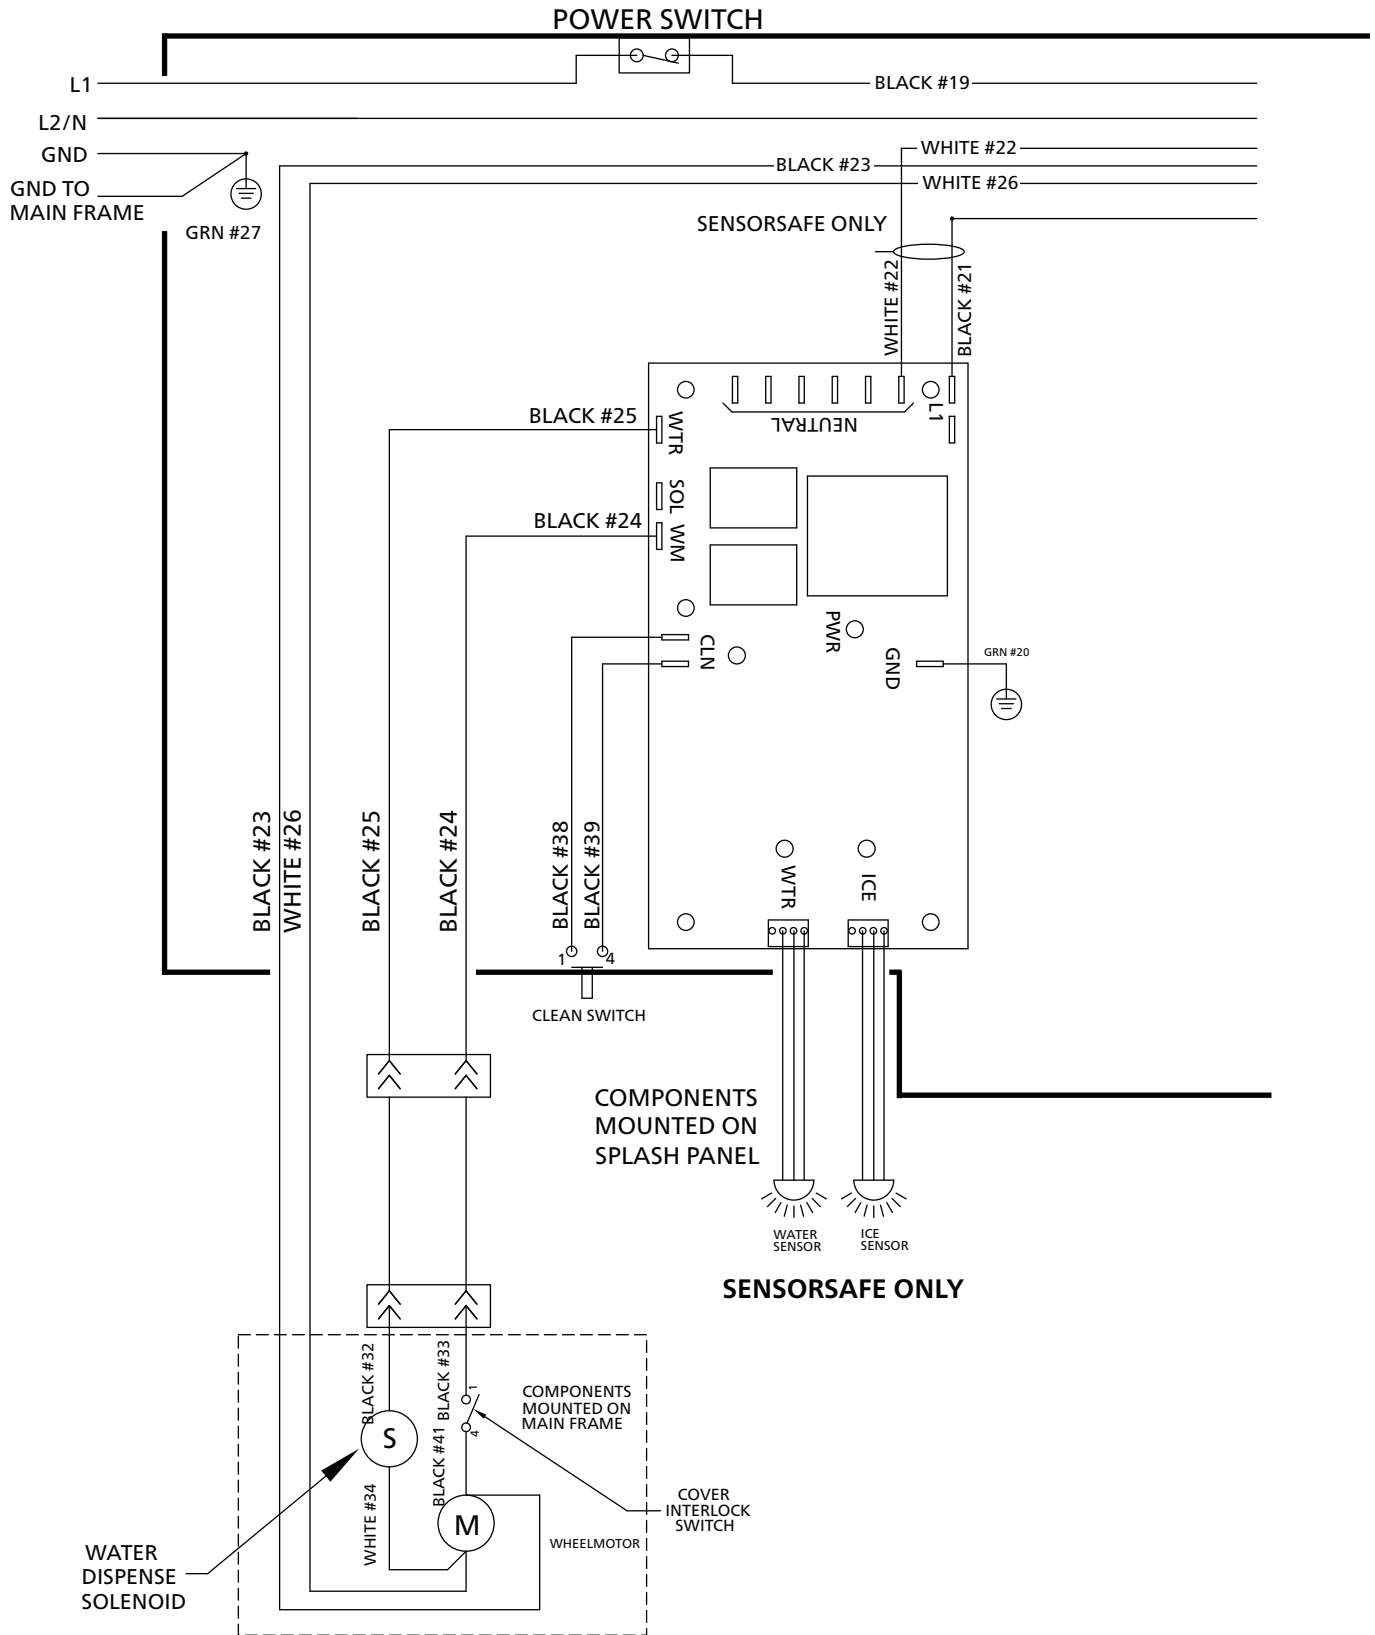 POWER SWITCH
L1
BLACK #19
L2/N
GND
WHITE #22
BLACK #23
WHITE #26
GND TO
MAIN FRAME
GRN #27
SENSORSAFE ONLY
WHITE #22
BLACK #21
BLACK #25
WTR
NEUTRAL
L1
SOL
BLACK #24
WM
CLN
PWR
GND
GRN #20
BLACK #23
WHITE #26
BLACK #25
BLACK #24
BLACK #38
BLACK #39
WTR
ICE
1
4
CLEAN SWITCH
COMPONENTS
MOUNTED ON
SPLASH PANEL
WATER
SENSOR
ICE
SENSOR
SENSORSAFE ONLY
BLACK #32
BLACK #33
1
4
COMPONENTS
MOUNTED ON
MAIN FRAME
S
BLACK #41
WHITE #34
M
COVER
INTERLOCK
SWITCH
WHEELMOTOR
WATER
DISPENSE
SOLENOID